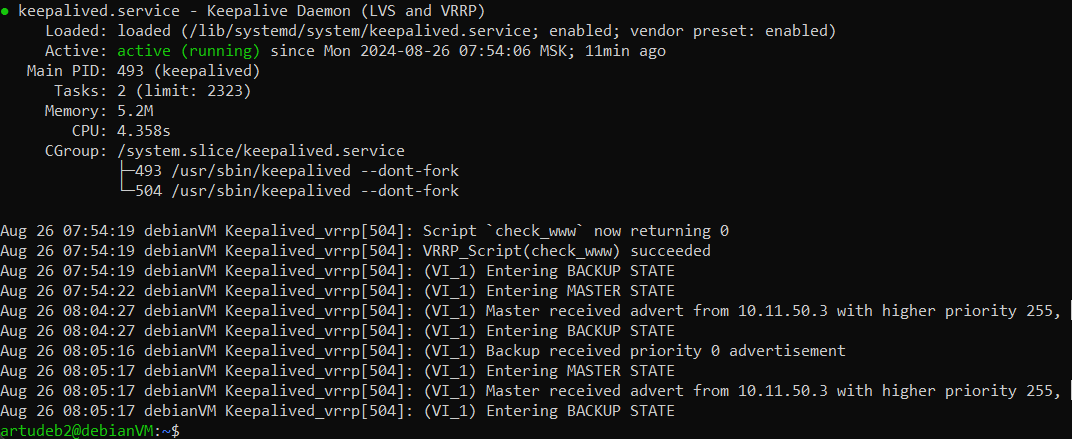 ● keepalived.service - Keepalive Daemon (LVS and VRRP)
     Loaded: loaded (/lib/systemd/system/keepalived.service; enabled; vendor preset: enabled)
     Active: active (running) since Mon 2024-08-26 07:54:06 MSK; 11min ago
   Main PID: 493 (keepalived)
      Tasks: 2 (limit: 2323)
     Memory: 5.2M
        CPU: 4.358s
     CGroup: /system.slice/keepalived.service
             ├─493 /usr/sbin/keepalived --dont-fork
             └─504 /usr/sbin/keepalived --dont-fork

Aug 26 07:54:19 debianVM Keepalived_vrrp[504]: Script `check_www` now returning 0
Aug 26 07:54:19 debianVM Keepalived_vrrp[504]: VRRP_Script(check_www) succeeded
Aug 26 07:54:19 debianVM Keepalived_vrrp[504]: (VI_1) Entering BACKUP STATE
Aug 26 07:54:22 debianVM Keepalived_vrrp[504]: (VI_1) Entering MASTER STATE
Aug 26 08:04:27 debianVM Keepalived_vrrp[504]: (VI_1) Master received advert from 10.11.50.3 with higher priority 255,
Aug 26 08:04:27 debianVM Keepalived_vrrp[504]: (VI_1) Entering BACKUP STATE
Aug 26 08:05:16 debianVM Keepalived_vrrp[504]: (VI_1) Backup received priority 0 advertisement
Aug 26 08:05:17 debianVM Keepalived_vrrp[504]: (VI_1) Entering MASTER STATE
Aug 26 08:05:17 debianVM Keepalived_vrrp[504]: (VI_1) Master received advert from 10.11.50.3 with higher priority 255,
Aug 26 08:05:17 debianVM Keepalived_vrrp[504]: (VI_1) Entering BACKUP STATE
artudeb2@debianVM:~$